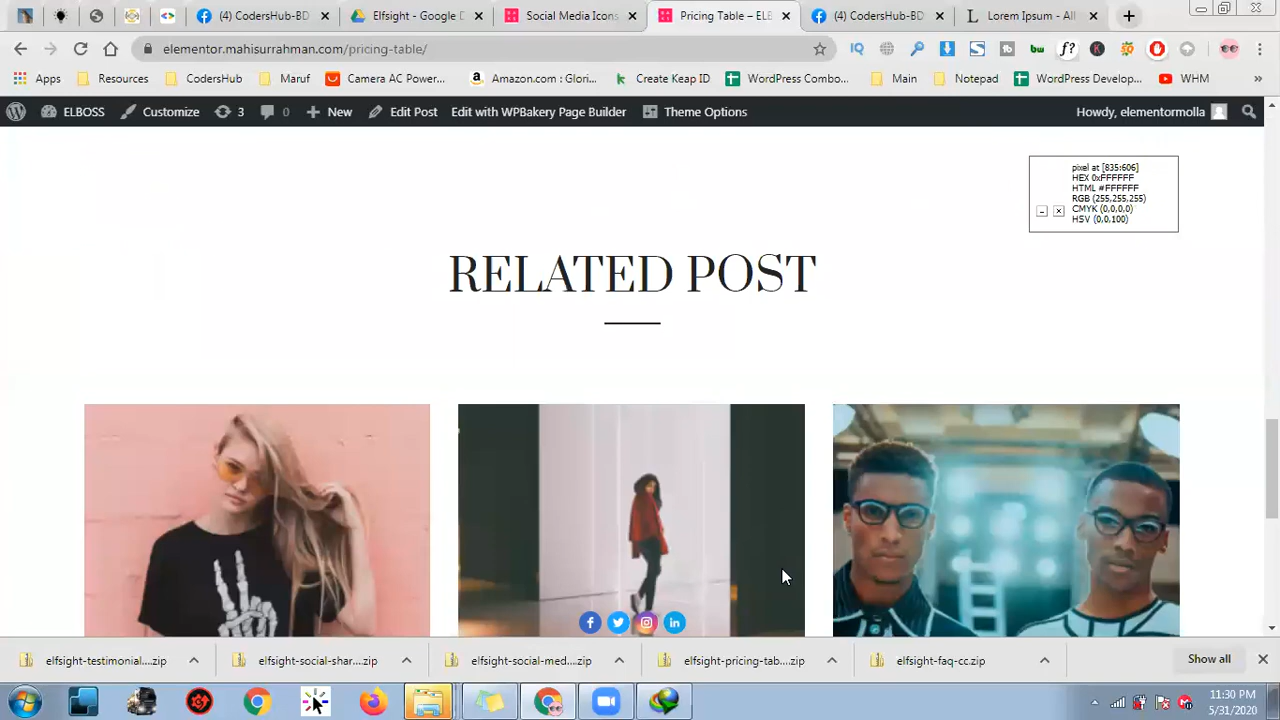 (4) CodersHub-BD
Elfsight - Google D
Social Media Icons
Pricing Table – ELB
(4) CodersHub-BD
Lorem Ipsum - All
elementor.mahisurrahman.com/pricing-table/
Apps
Resources
CodersHub
Maruf
Camera AC Powe...
Amazon.com : Glori...
Create Keap ID
WordPress Combo...
Main
Notepad
WordPress Develop...
WHM
ELBOSS
Customize
3
0
New
Edit Post
Edit with WPBakery Page Builder
Theme Options
Howdy, elementormolla
pixel at [835:606]
HEX 0xFFFFFF
HTML #FFFFFF
RGB (255,255,255)
CMYK (0,0,0,0)
HSV (0,0,100)
RELATED POST
elfsight-testimonial....zip
elfsight-social-shar....zip
elfsight-social-med....zip
elfsight-pricing-tab....zip
elfsight-faq-cc.zip
Show all
11:30 PM
5/31/2020